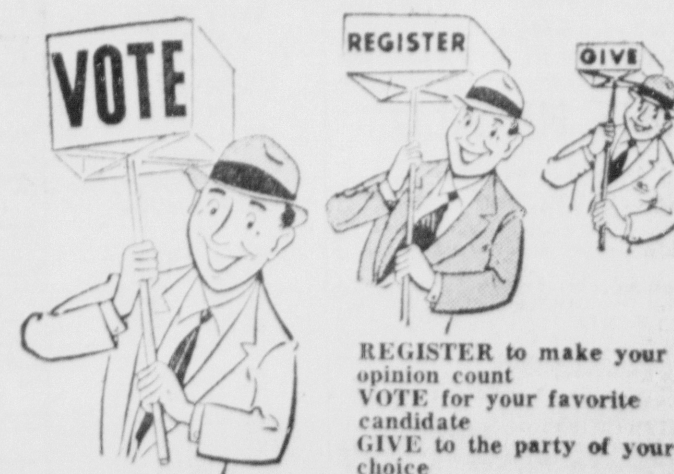 VOTE
REGISTER
GIVE
REGISTER to make your
opinion count
VOTE for your favorite
candidate
GIVE to the party of your
choice